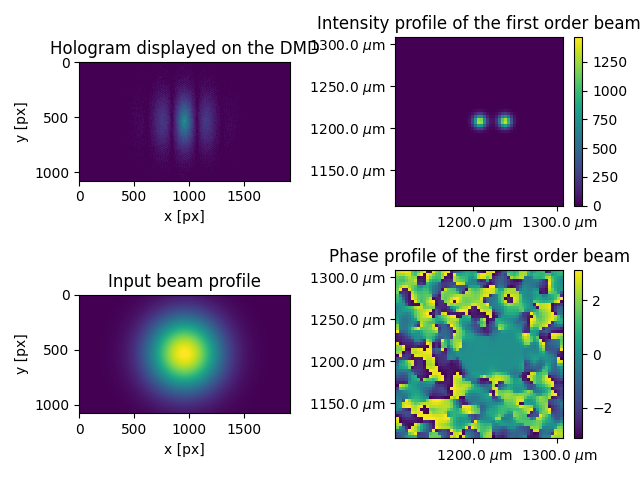 Hologram displayed on the DMD
0
500
1000
y [px]
0 500 1000 1500
x [px]
Intensity profile of the first order beam
1300.0 μm
1250.0 μm
1200.0 μm
1150.0 μm
1200.0 μm 1300.0 μm
1250
1000
750
500
250
0
Input beam profile
0
500
1000
y [px]
0 500 1000 1500
x [px]
Phase profile of the first order beam
1300.0 μm
1250.0 μm
1200.0 μm
1150.0 μm
1200.0 μm 1300.0 μm
2
0
−2